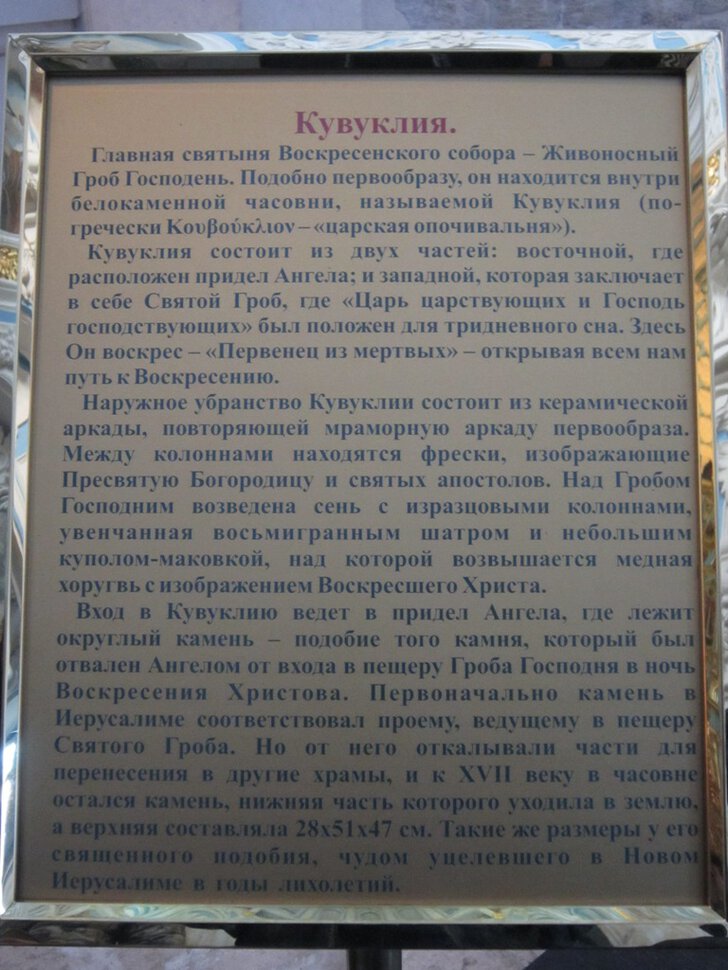 Кувуклия.
Главная святыня Воскресенского собора – Живоносный
Гроб Господень. Подобно первообразу, он находится внутри
белокаменной часовни, называемой Кувуклия (по-
гречески Κουβούκλιον – «царская опочивальня»).
Кувуклия состоит из двух частей: восточной, где
расположен придел Ангела; и западной, которая заключает
в себе Святой Гроб, где «Царь царствующих и Господь
господствующих» был положен для тридневного сна. Здесь
Он воскрес – «Первенец из мертвых» – открывая всем нам
путь к Воскресению.
Наружное убранство Кувуклии состоит из керамической
аркады, повторяющей мраморную аркаду первообраза.
Между колоннами находятся фрески, изображающие
Пресвятую Богородицу и святых апостолов. Над Гробом
Господним возведена сень с изразцовыми колоннами,
увенчанная восьмигранным шатром и небольшим
куполом-маковкой, над которой возвышается медная
хоругвь с изображением Воскресшего Христа.
Вход в Кувуклию ведет в придел Ангела, где лежит
округлый камень – подобие того камня, который был
отвален Ангелом от входа в пещеру Гроба Господня в ночь
Воскресения Христова. Первоначально камень в
Иерусалиме соответствовал проему, ведущему в пещеру
Святого Гроба. Но от него откалывали части для
перенесения в другие храмы, и к XVII веку в часовне
остался камень, нижняя часть которого уходила в землю,
а верхняя составляла 28х51х47 см. Такие же размеры у его
священного подобия, чудом уцелевшего в Новом
Иерусалиме в годы лихолетий.